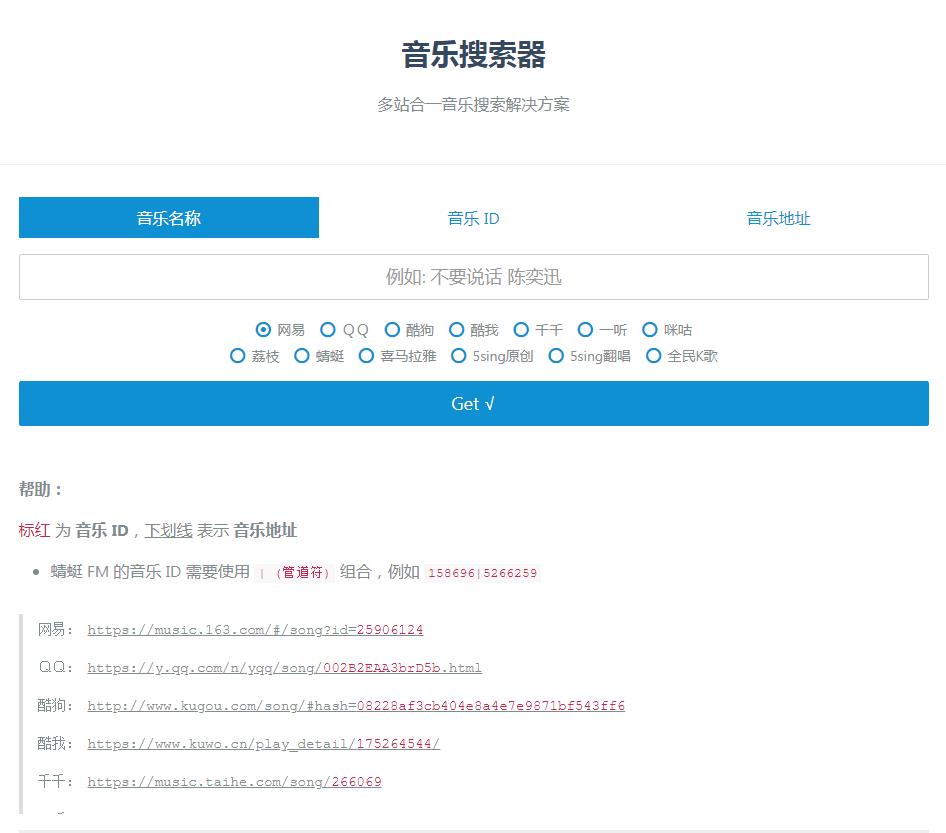 音乐搜索器
多站合一音乐搜索解决方案
音乐名称 音乐 ID 音乐地址
例如: 不要说话 陈奕迅
网易 ＱＱ 酷狗 酷我 千千 一听 咪咕
荔枝 蜻蜓 喜马拉雅 5sing原创 5sing翻唱 全民K歌
Get √
帮助：
标红 为 音乐 ID，下划线 表示 音乐地址
蜻蜓 FM 的音乐 ID 需要使用 | （管道符） 组合，例如 158696|5266259
网易： https://music.163.com/#/song?id=25906124
ＱＱ： https://y.qq.com/n/yqq/song/002B2EAA3brD5b.html
酷狗： http://www.kugou.com/song/#hash=08228af3cb404e8a4e7e9871bf543ff6
酷我： https://www.kuwo.cn/play_detail/175264544/
千千： https://music.taihe.com/song/266069